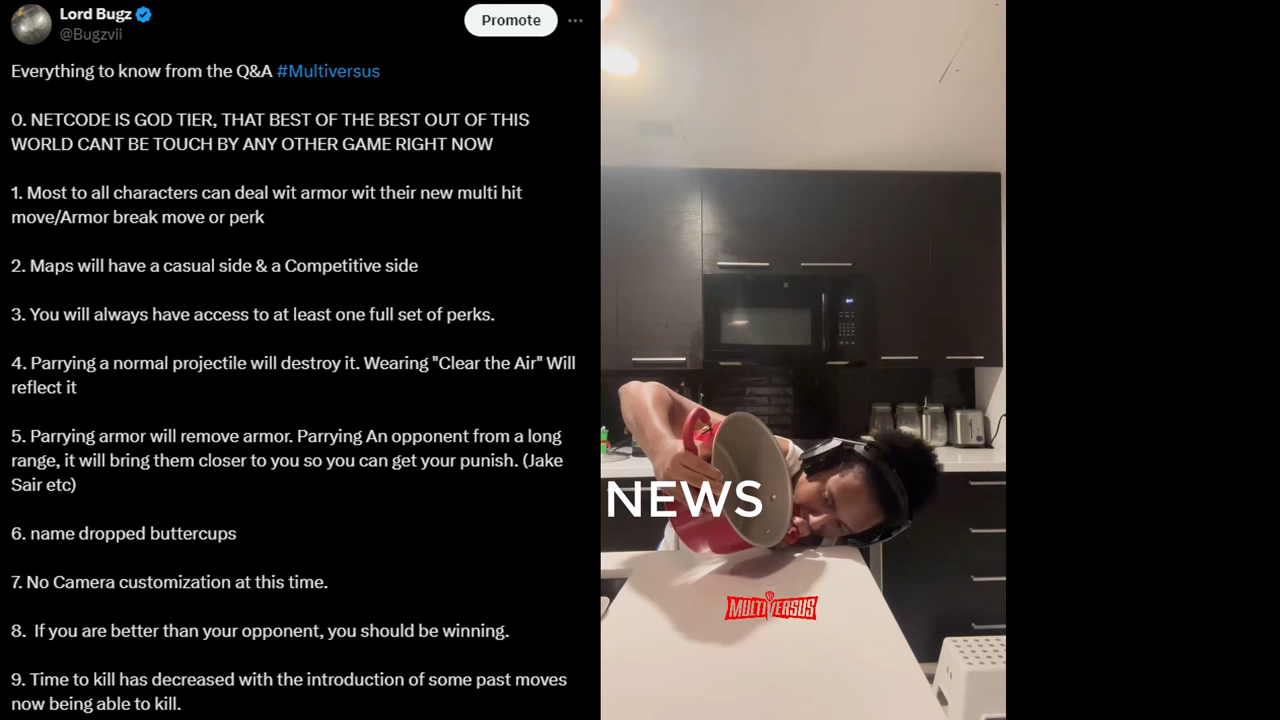 Lord Bugz
@Bugzvii
Promote
Everything to know from the Q&A #Multiversus
0. NETCODE IS GOD TIER, THAT BEST OF THE BEST OUT OF THIS
WORLD CANT BE TOUCH BY ANY OTHER GAME RIGHT NOW
1. Most to all characters can deal wit armor wit their new multi hit
move/Armor break move or perk
2. Maps will have a casual side & a Competitive side
3. You will always have access to at least one full set of perks.
4. Parrying a normal projectile will destroy it. Wearing "Clear the Air" Will
reflect it
5. Parrying armor will remove armor. Parrying An opponent from a long
range, it will bring them closer to you so you can get your punish. (Jake
Sair etc)
6. name dropped buttercups
7. No Camera customization at this time.
8. If you are better than your opponent, you should be winning.
9. Time to kill has decreased with the introduction of some past moves
now being able to kill.
NEWS
MULTIVERSUS